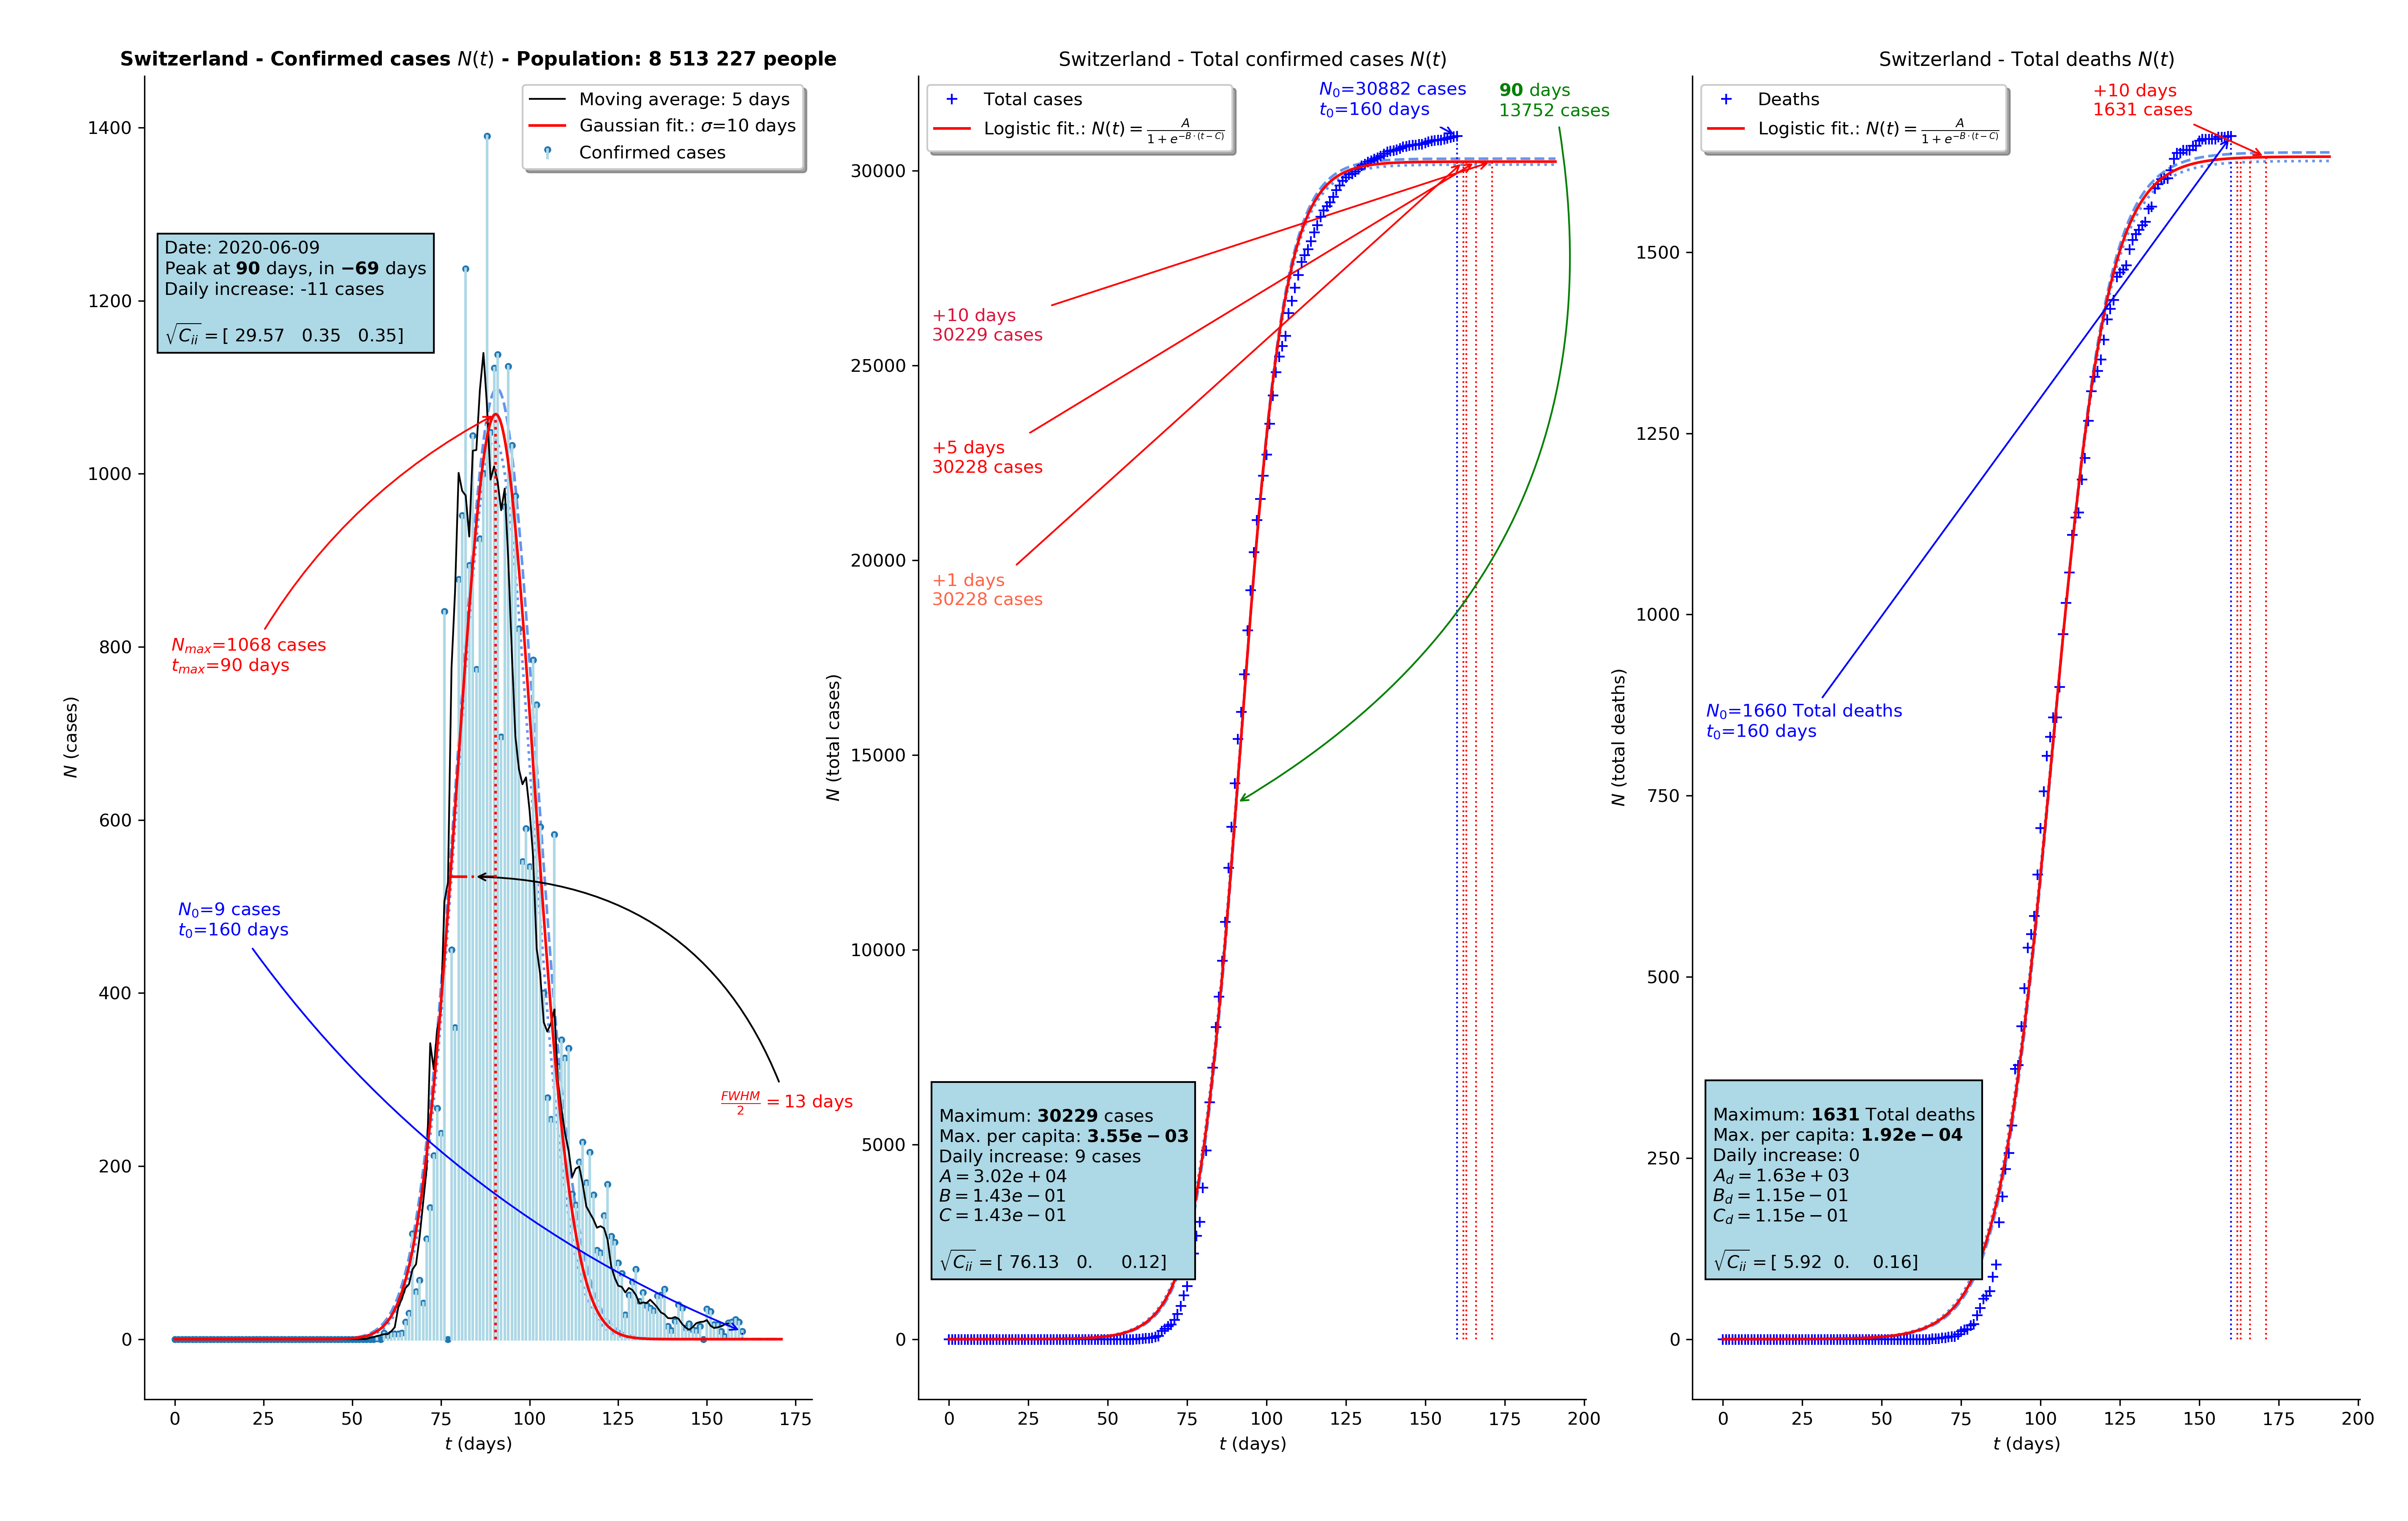 Switzerland - Confirmed cases N(t) - Population: 8 513 227 people
Moving average: 5 days
Gaussian fit.: σ=10 days
Confirmed cases
Date: 2020-06-09
Peak at 90 days, in −69 days
Daily increase: -11 cases
√C_ii = [ 29.57 0.35 0.35]
N_max=1068 cases
t_max=90 days
N_0=9 cases
t_0=160 days
FWHM/2 = 13 days
N (cases)
1400
1200
1000
800
600
400
200
0
0 25 50 75 100 125 150 175
t (days)
Switzerland - Total confirmed cases N(t)
Total cases
Logistic fit.: N(t) = A/(1 + e^{−B·(t−C)})
N_0=30882 cases
t_0=160 days
90 days
13752 cases
+10 days
30229 cases
+5 days
30228 cases
+1 days
30228 cases
Maximum: 30229 cases
Max. per capita: 3.55e − 03
Daily increase: 9 cases
A = 3.02e + 04
B = 1.43e − 01
C = 1.43e − 01
√C_ii = [ 76.13 0. 0.12]
N (total cases)
30000
25000
20000
15000
10000
5000
0
0 25 50 75 100 125 150 175 200
t (days)
Switzerland - Total deaths N(t)
Deaths
Logistic fit.: N(t) = A/(1 + e^{−B·(t−C)})
+10 days
1631 cases
N_0=1660 Total deaths
t_0=160 days
Maximum: 1631 Total deaths
Max. per capita: 1.92e − 04
Daily increase: 0
A_d = 1.63e + 03
B_d = 1.15e − 01
C_d = 1.15e − 01
√C_ii = [ 5.92 0. 0.16]
N (total deaths)
1500
1250
1000
750
500
250
0
0 25 50 75 100 125 150 175 200
t (days)